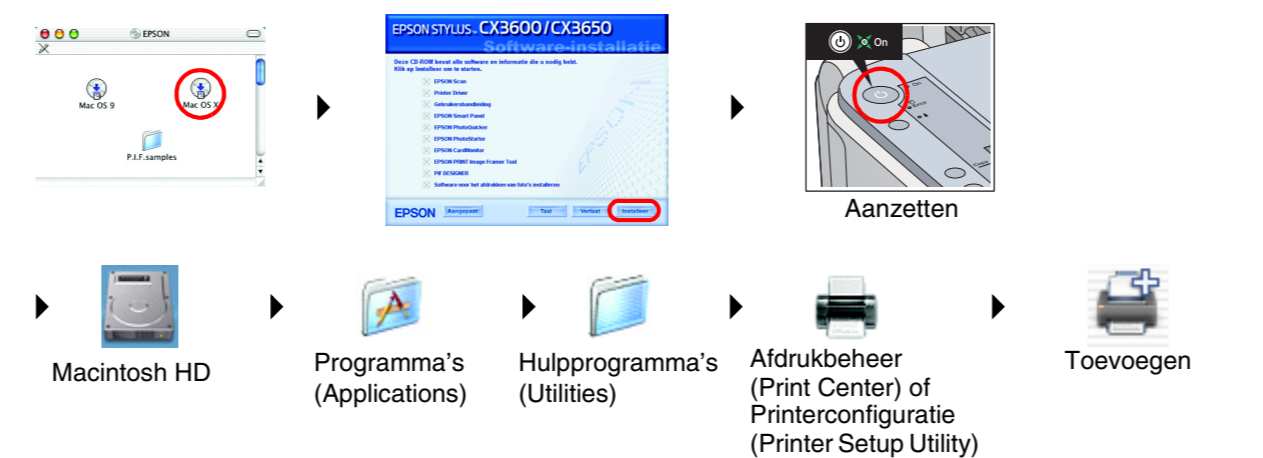 EPSON
Mac OS 9
Mac OS X
P.I.F.samples
EPSON STYLUS CX3600/CX3650
Software-installatie
Deze CD-ROM bevat alle software en informatie die u nodig hebt.
Klik op Installeer om te starten.
EPSON Scan
Printer Driver
Gebruikershandleiding
EPSON Smart Panel
EPSON PhotoQuicker
EPSON PhotoStarter
EPSON CardMonitor
EPSON PRINT Image Framer Tool
PIF DESIGNER
Software voor het afdrukken van foto's installeren
EPSON
Aangepast
Taal
Verlaat
Installeer
EPSON
On
On
Copy
Aanzetten
Macintosh HD
Programma's
(Applications)
Hulpprogramma's
(Utilities)
Afdrukbeheer
(Print Center) of
Printerconfiguratie
(Printer Setup Utility)
Toevoegen